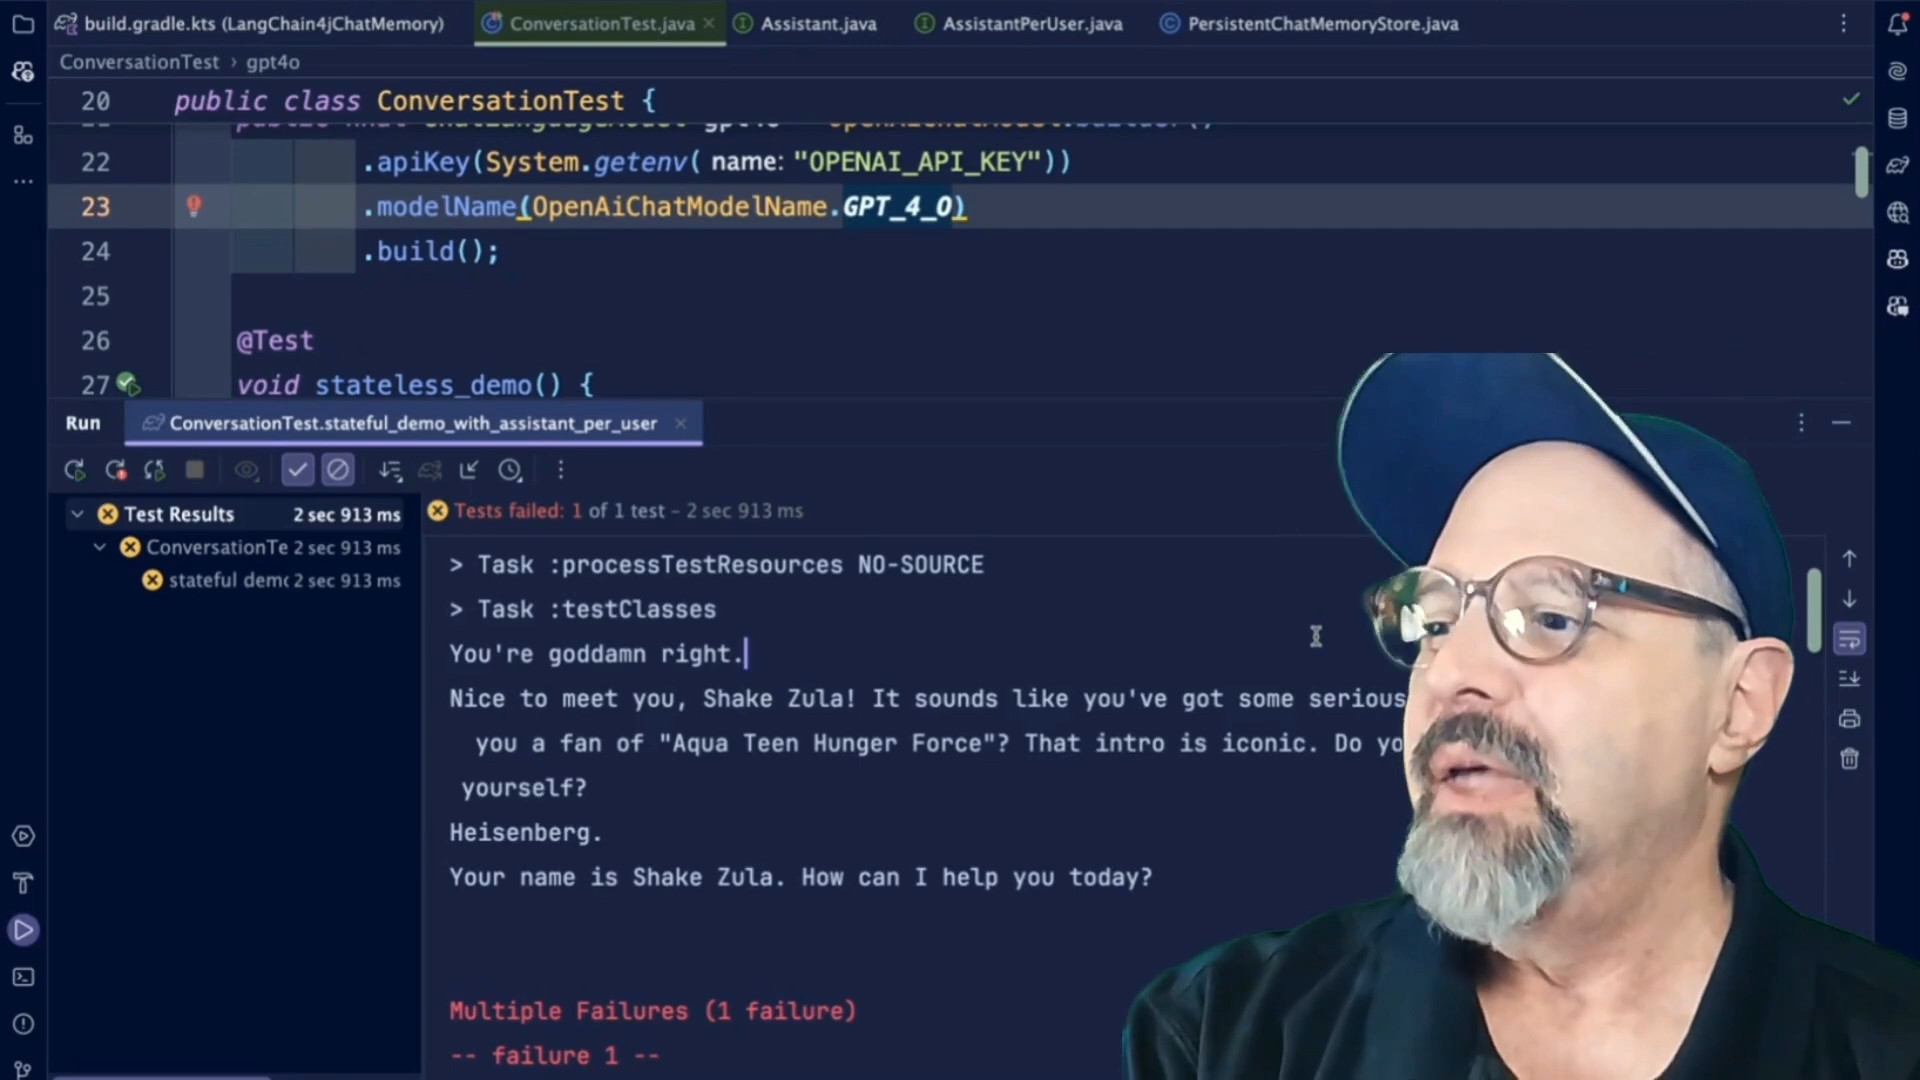 build.gradle.kts (LangChain4jChatMemory)
ConversationTest.java
Assistant.java
AssistantPerUser.java
PersistentChatMemoryStore.java
ConversationTest › gpt4o
20 public class ConversationTest {
22 .apiKey(System.getenv( name: "OPENAI_API_KEY"))
23 .modelName(OpenAiChatModelName.GPT_4_O)
24 .build();
25
26 @Test
27 void stateless_demo() {
Run
ConversationTest.stateful_demo_with_assistant_per_user
Test Results 2 sec 913 ms
ConversationTe 2 sec 913 ms
stateful demo 2 sec 913 ms
Tests failed: 1 of 1 test – 2 sec 913 ms
> Task :processTestResources NO-SOURCE
> Task :testClasses
You're goddamn right.
Nice to meet you, Shake Zula! It sounds like you've got some serious
you a fan of "Aqua Teen Hunger Force"? That intro is iconic. Do
yourself?
Heisenberg.
Your name is Shake Zula. How can I help you today?
Multiple Failures (1 failure)
-- failure 1 --